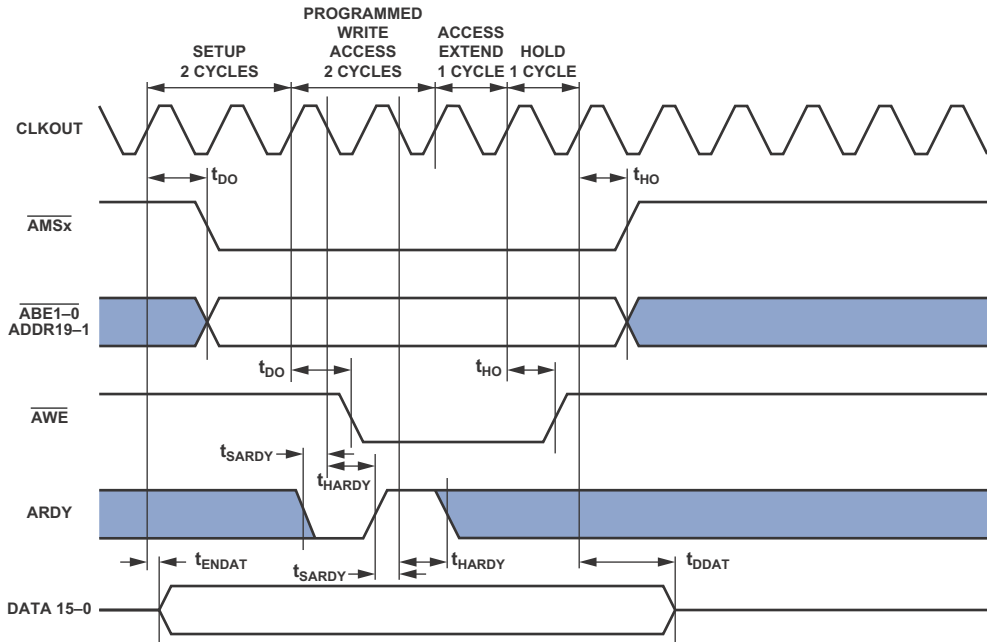 PROGRAMMED
WRITE
ACCESS
2 CYCLES
SETUP
2 CYCLES
ACCESS
EXTEND
1 CYCLE
HOLD
1 CYCLE
CLKOUT
tDO
tHO
AMSx
ABE1–0
ADDR19–1
tDO
tHO
AWE
tSARDY
tHARDY
ARDY
tENDAT
tSARDY
tHARDY
tDDAT
DATA 15–0